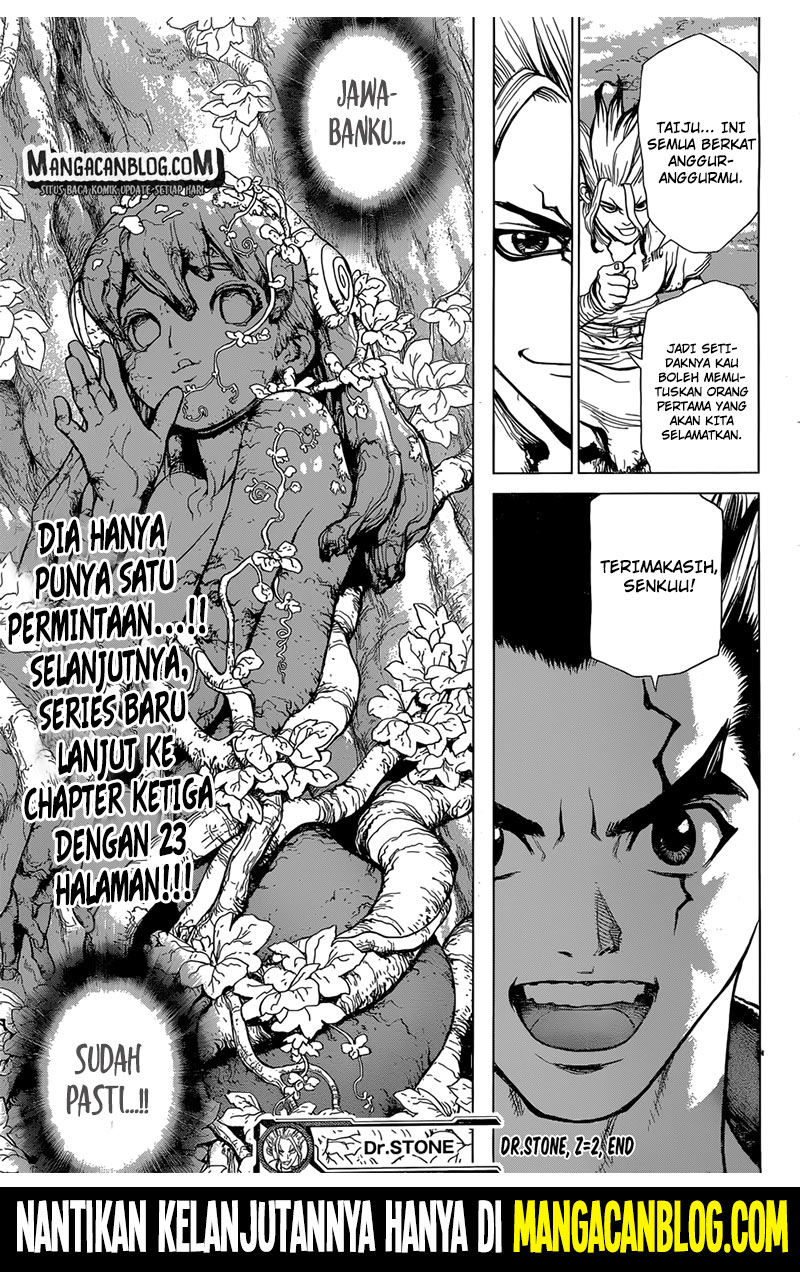 TAIJU... INI
SEMUA BERKAT
ANGGUR-
ANGGURMU.
JADI SETI-
DAKNYA KAU
BOLEH MEMU-
TUSKAN ORANG
PERTAMA YANG
AKAN KITA
SELAMATKAN.
TERIMAKASIH,
SENKUU!
JAWA-
BANKU...
MANGACANBLOG.COM
SITUS BACA KOMIK UPDATE SETIAP HARI
DIA HANYA
PUNYA SATU
PERMINTAAN...!!
SELANJUTNYA,
SERIES BARU
LANJUT KE
CHAPTER KETIGA
DENGAN 23
HALAMAN!!!
SUDAH
PASTI...!!
Dr.STONE
DR.STONE, Z=2, END
NANTIKAN KELANJUTANNYA HANYA DI MANGACANBLOG.COM